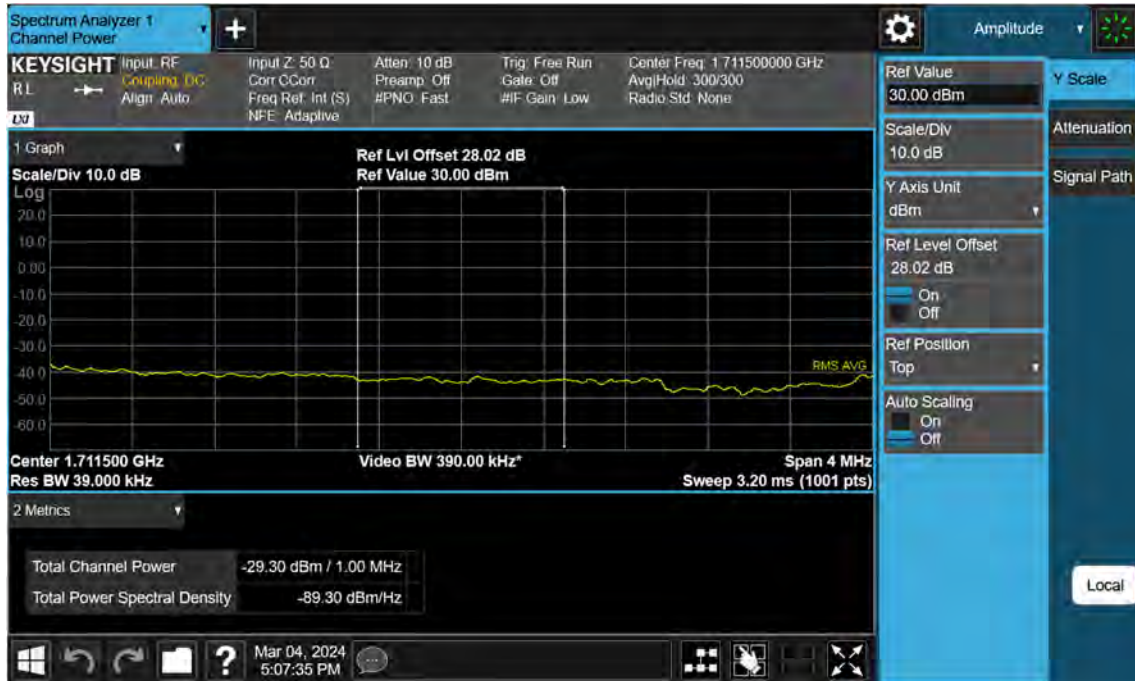 Spectrum Analyzer 1
Channel Power
+
Amplitude
KEYSIGHT
RL
LXI
Input: RF
Coupling: DC
Align: Auto
Input Z: 50 Ω
Corr CCorr
Freq Ref: Int (S)
NFE: Adaptive
Atten: 10 dB
Preamp: Off
#PNO: Fast
Trig: Free Run
Gate: Off
#IF Gain: Low
Center Freq: 1.711500000 GHz
Avg|Hold: 300/300
Radio Std: None
1 Graph
Scale/Div 10.0 dB
Ref Lvl Offset 28.02 dB
Ref Value 30.00 dBm
Log
20.0
10.0
0.00
-10.0
-20.0
-30.0
-40.0
-50.0
-60.0
RMS AVG
Center 1.711500 GHz
Video BW 390.00 kHz*
Span 4 MHz
Res BW 39.000 kHz
Sweep 3.20 ms (1001 pts)
2 Metrics
Total Channel Power -29.30 dBm / 1.00 MHz
Total Power Spectral Density -89.30 dBm/Hz
?
Mar 04, 2024
5:07:35 PM
Ref Value
30.00 dBm
Scale/Div
10.0 dB
Y Axis Unit
dBm
Ref Level Offset
28.02 dB
On
Off
Ref Position
Top
Auto Scaling
On
Off
Y Scale
Attenuation
Signal Path
Local